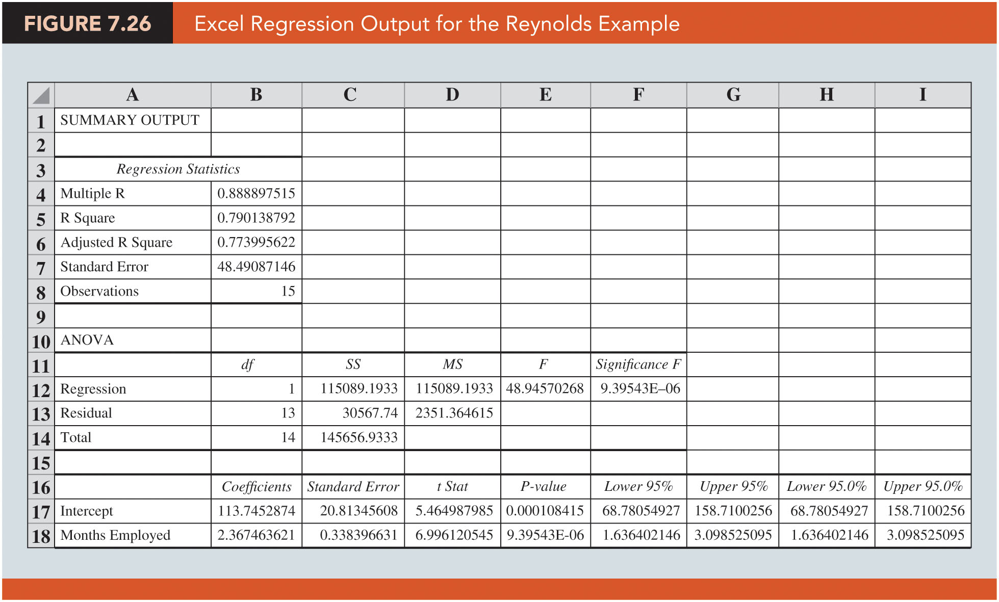 FIGURE 7.26 Excel Regression Output for the Reynolds Example
A B C D E F G H I
1 SUMMARY OUTPUT
2
3 Regression Statistics
4 Multiple R 0.888897515
5 R Square 0.790138792
6 Adjusted R Square 0.773995622
7 Standard Error 48.49087146
8 Observations 15
9
10 ANOVA
11 df SS MS F Significance F
12 Regression 1 115089.1933 115089.1933 48.94570268 9.39543E–06
13 Residual 13 30567.74 2351.364615
14 Total 14 145656.9333
15
16 Coefficients Standard Error t Stat P-value Lower 95% Upper 95% Lower 95.0% Upper 95.0%
17 Intercept 113.7452874 20.81345608 5.464987985 0.000108415 68.78054927 158.7100256 68.78054927 158.7100256
18 Months Employed 2.367463621 0.338396631 6.996120545 9.39543E-06 1.636402146 3.098525095 1.636402146 3.098525095